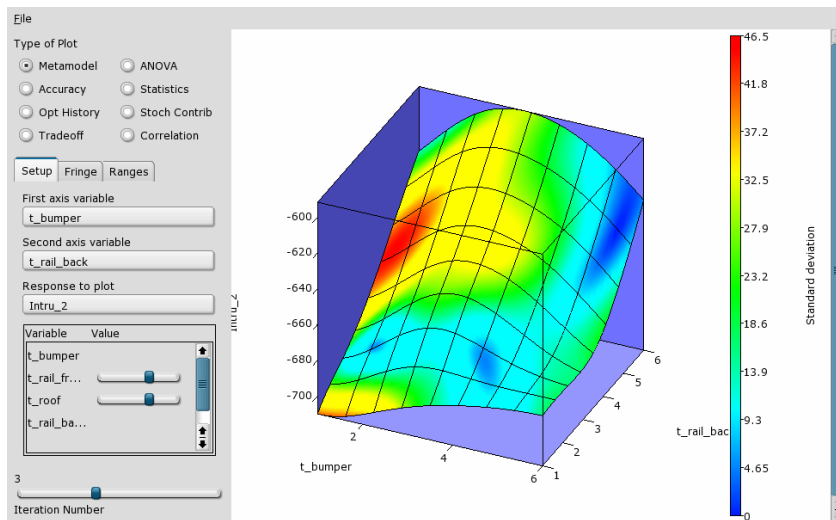 File
Type of Plot
Metamodel ANOVA
Accuracy Statistics
Opt History Stoch Contrib
Tradeoff Correlation
Setup Fringe Ranges
First axis variable
t_bumper
Second axis variable
t_rail_back
Response to plot
Intru_2
Variable Value
t_bumper
t_rail_fr...
t_roof
t_rail_ba...
3
Iteration Number
-600
-620
-640
-660
-680
-700
2
4
6
t_bumper
1
2
3
4
5
6
t_rail_bac
46.5
41.8
37.2
32.5
27.9
23.2
18.6
13.9
9.3
4.65
0
Standard deviation